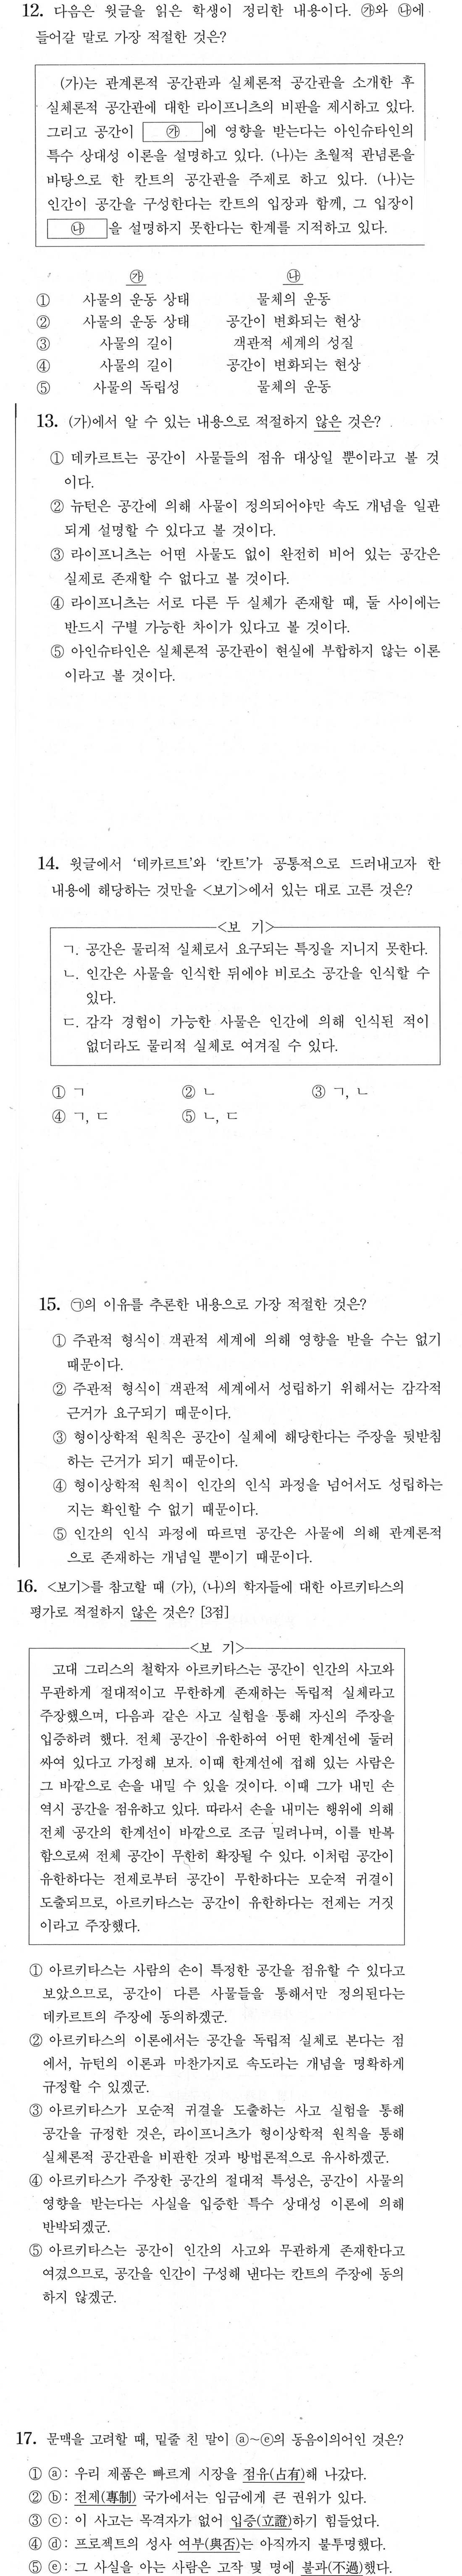 12. 다음은 윗글을 읽은 학생이 정리한 내용이다. ㉮와 ㉯에
들어갈 말로 가장 적절한 것은?
(가)는 관계론적 공간관과 실체론적 공간관을 소개한 후
실체론적 공간관에 대한 라이프니츠의 비판을 제시하고 있다.
그리고 공간이 ㉮ 에 영향을 받는다는 아인슈타인의
특수 상대성 이론을 설명하고 있다. (나)는 초월적 관념론을
바탕으로 한 칸트의 공간관을 주제로 하고 있다. (나)는
인간이 공간을 구성한다는 칸트의 입장과 함께, 그 입장이
㉯ 을 설명하지 못한다는 한계를 지적하고 있다.
㉮ ㉯
① 사물의 운동 상태 물체의 운동
② 사물의 운동 상태 공간이 변화되는 현상
③ 사물의 길이 객관적 세계의 성질
④ 사물의 길이 공간이 변화되는 현상
⑤ 사물의 독립성 물체의 운동
13. (가)에서 알 수 있는 내용으로 적절하지 않은 것은?
① 데카르트는 공간이 사물들의 점유 대상일 뿐이라고 볼 것
이다.
② 뉴턴은 공간에 의해 사물이 정의되어야만 속도 개념을 일관
되게 설명할 수 있다고 볼 것이다.
③ 라이프니츠는 어떤 사물도 없이 완전히 비어 있는 공간은
실제로 존재할 수 없다고 볼 것이다.
④ 라이프니츠는 서로 다른 두 실체가 존재할 때, 둘 사이에는
반드시 구별 가능한 차이가 있다고 볼 것이다.
⑤ 아인슈타인은 실체론적 공간관이 현실에 부합하지 않는 이론
이라고 볼 것이다.
14. 윗글에서 ‘데카르트’와 ‘칸트’가 공통적으로 드러내고자 한
내용에 해당하는 것만을 <보기>에서 있는 대로 고른 것은?
<보 기>
ㄱ. 공간은 물리적 실체로서 요구되는 특징을 지니지 못한다.
ㄴ. 인간은 사물을 인식한 뒤에야 비로소 공간을 인식할 수
있다.
ㄷ. 감각 경험이 가능한 사물은 인간에 의해 인식된 적이
없더라도 물리적 실체로 여겨질 수 있다.
① ㄱ ② ㄴ ③ ㄱ, ㄴ
④ ㄱ, ㄷ ⑤ ㄴ, ㄷ
15. ㉠의 이유를 추론한 내용으로 가장 적절한 것은?
① 주관적 형식이 객관적 세계에 의해 영향을 받을 수는 없기
때문이다.
② 주관적 형식이 객관적 세계에서 성립하기 위해서는 감각적
근거가 요구되기 때문이다.
③ 형이상학적 원칙은 공간이 실체에 해당한다는 주장을 뒷받침
하는 근거가 되기 때문이다.
④ 형이상학적 원칙이 인간의 인식 과정을 넘어서도 성립하는
지는 확인할 수 없기 때문이다.
⑤ 인간의 인식 과정에 따르면 공간은 사물에 의해 관계론적
으로 존재하는 개념일 뿐이기 때문이다.
16. <보기>를 참고할 때 (가), (나)의 학자들에 대한 아르키타스의
평가로 적절하지 않은 것은? [3점]
<보 기>
고대 그리스의 철학자 아르키타스는 공간이 인간의 사고와
무관하게 절대적이고 무한하게 존재하는 독립적 실체라고
주장했으며, 다음과 같은 사고 실험을 통해 자신의 주장을
입증하려 했다. 전체 공간이 유한하여 어떤 한계선에 둘러
싸여 있다고 가정해 보자. 이때 한계선에 접해 있는 사람은
그 바깥으로 손을 내밀 수 있을 것이다. 이때 그가 내민 손
역시 공간을 점유하고 있다. 따라서 손을 내미는 행위에 의해
전체 공간의 한계선이 바깥으로 조금 밀려나며, 이를 반복
함으로써 전체 공간이 무한히 확장될 수 있다. 이처럼 공간이
유한하다는 전제로부터 공간이 무한하다는 모순적 귀결이
도출되므로, 아르키타스는 공간이 유한하다는 전제는 거짓
이라고 주장했다.
① 아르키타스는 사람의 손이 특정한 공간을 점유할 수 있다고
보았으므로, 공간이 다른 사물들을 통해서만 정의된다는
데카르트의 주장에 동의하겠군.
② 아르키타스의 이론에서는 공간을 독립적 실체로 본다는 점
에서, 뉴턴의 이론과 마찬가지로 속도라는 개념을 명확하게
규정할 수 있겠군.
③ 아르키타스가 모순적 귀결을 도출하는 사고 실험을 통해
공간을 규정한 것은, 라이프니츠가 형이상학적 원칙을 통해
실체론적 공간관을 비판한 것과 방법론적으로 유사하겠군.
④ 아르키타스가 주장한 공간의 절대적 특성은, 공간이 사물의
영향을 받는다는 사실을 입증한 특수 상대성 이론에 의해
반박되겠군.
⑤ 아르키타스는 공간이 인간의 사고와 무관하게 존재한다고
여겼으므로, 공간을 인간이 구성해 낸다는 칸트의 주장에 동의
하지 않겠군.
17. 문맥을 고려할 때, 밑줄 친 말이 ⓐ~ⓔ의 동음이의어인 것은?
① ⓐ: 우리 제품은 빠르게 시장을 점유(占有)해 나갔다.
② ⓑ: 전제(專制) 국가에서는 임금에게 큰 권위가 있다.
③ ⓒ: 이 사고는 목격자가 없어 입증(立證)하기 힘들었다.
④ ⓓ: 프로젝트의 성사 여부(與否)는 아직까지 불투명했다.
⑤ ⓔ: 그 사실을 아는 사람은 고작 몇 명에 불과(不過)했다.